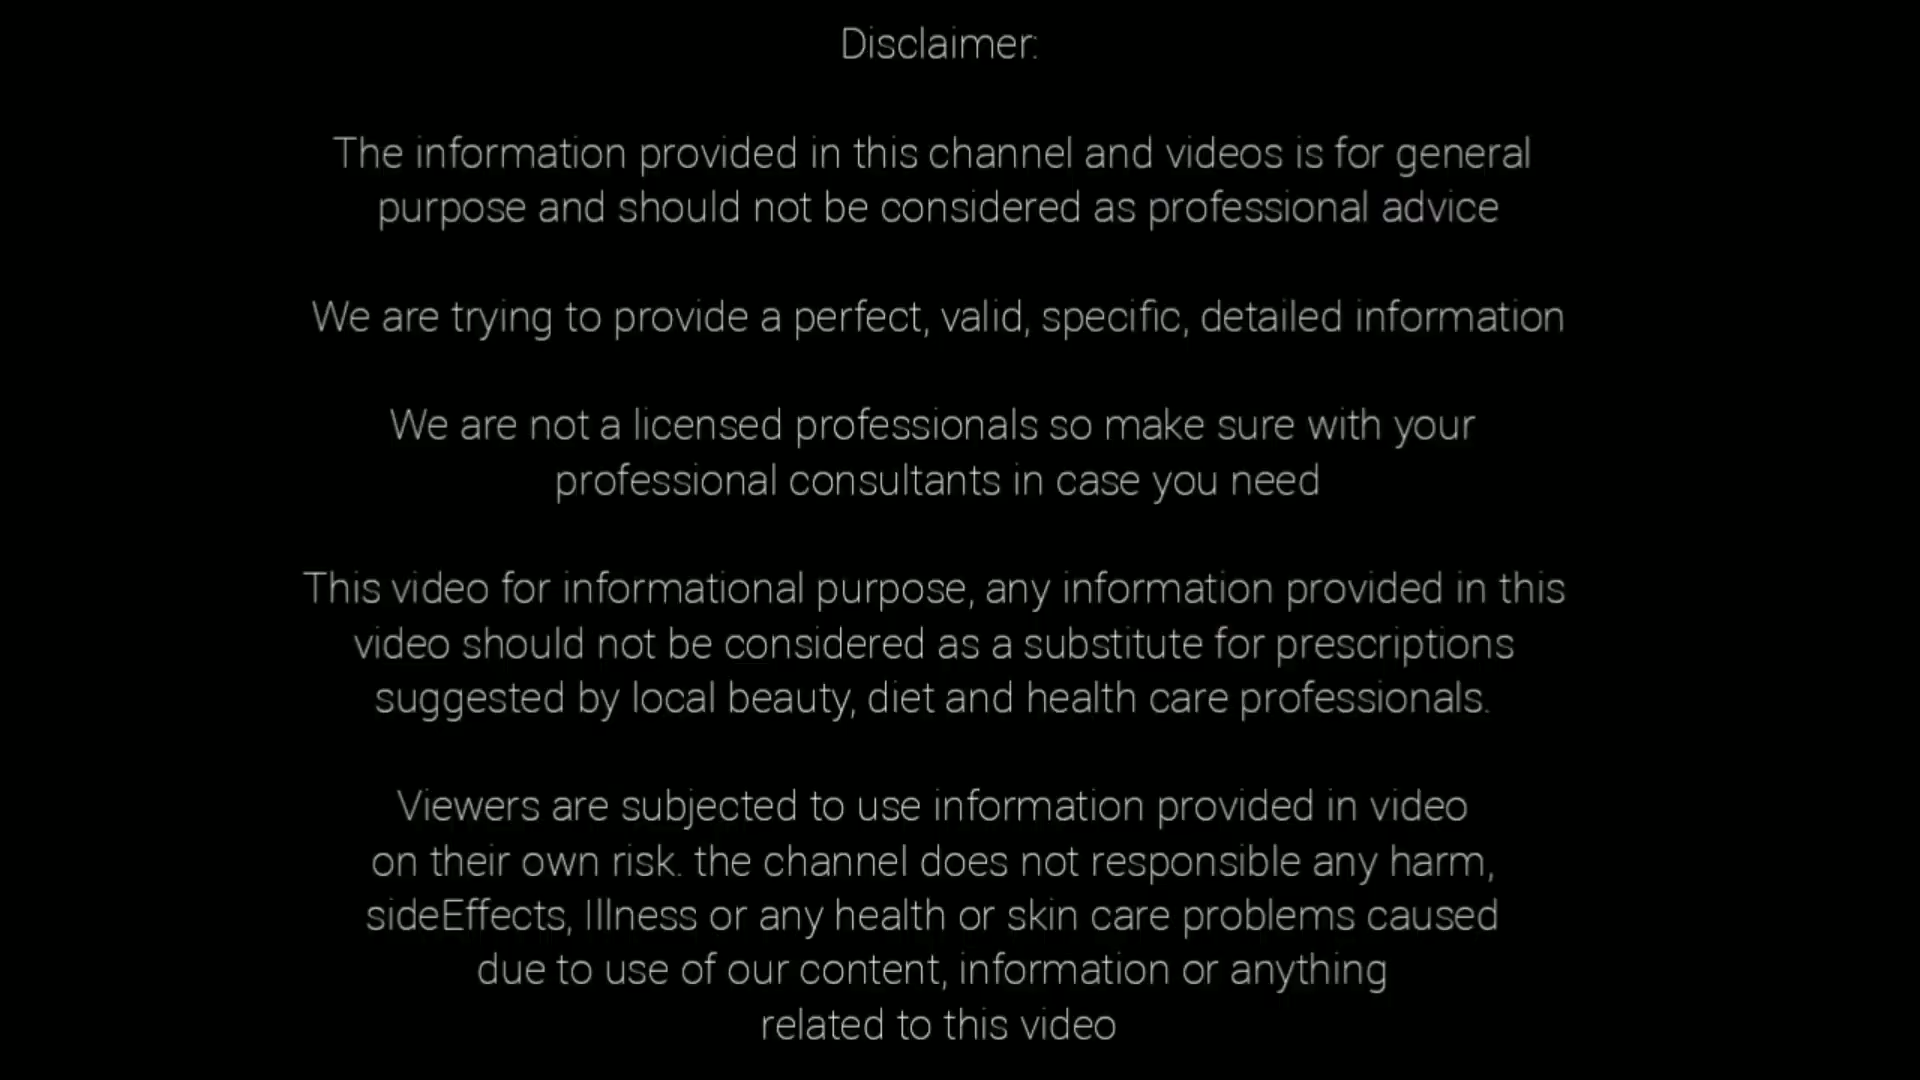 Disclaimer:
The information provided in this channel and videos is for general
purpose and should not be considered as professional advice
We are trying to provide a perfect, valid, specific, detailed information
We are not a licensed professionals so make sure with your
professional consultants in case you need
This video for informational purpose, any information provided in this
video should not be considered as a substitute for prescriptions
suggested by local beauty, diet and health care professionals.
Viewers are subjected to use information provided in video
on their own risk. the channel does not responsible any harm,
sideEffects, Illness or any health or skin care problems caused
due to use of our content, information or anything
related to this video